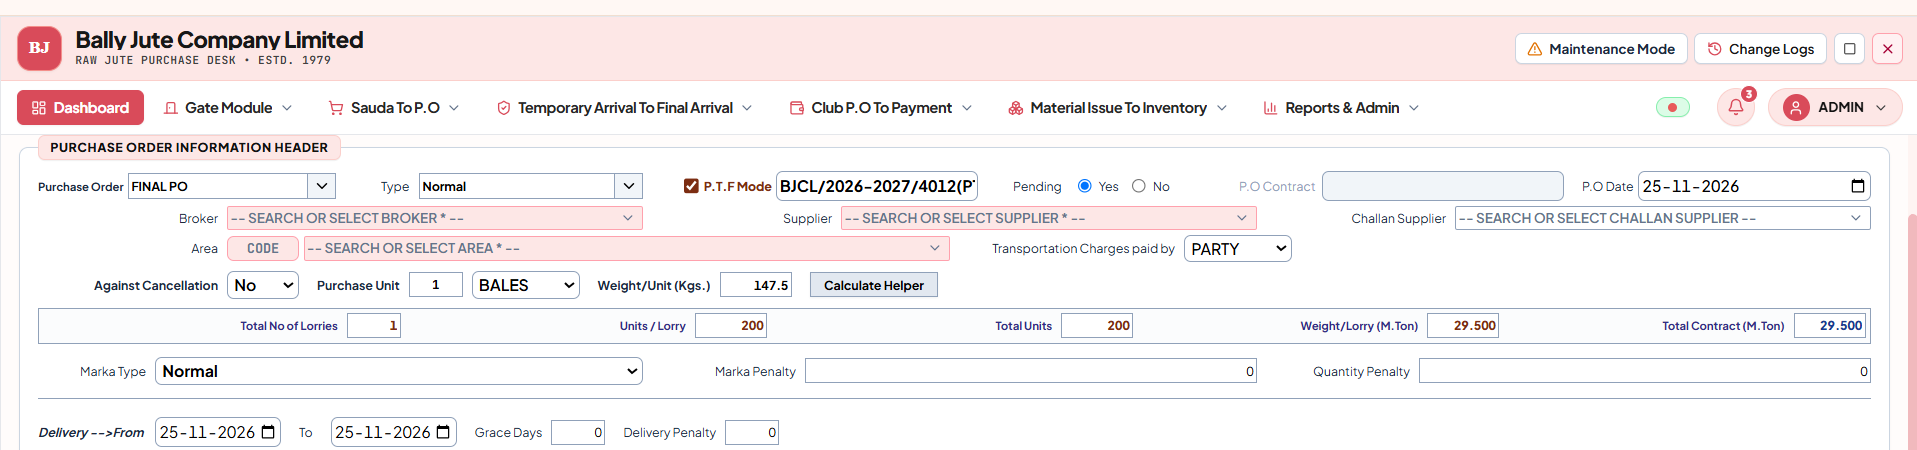 BJ
Bally Jute Company Limited
RAW JUTE PURCHASE DESK • ESTD. 1979
Maintenance Mode
Change Logs
Dashboard
Gate Module
Sauda To P.O
Temporary Arrival To Final Arrival
Club P.O To Payment
Material Issue To Inventory
Reports & Admin
3
ADMIN
PURCHASE ORDER INFORMATION HEADER
Purchase Order FINAL PO Type Normal P.T.F Mode BJCL/2026-2027/4012(P Pending Yes No P.O Contract P.O Date 25-11-2026
Broker -- SEARCH OR SELECT BROKER * -- Supplier -- SEARCH OR SELECT SUPPLIER * -- Challan Supplier -- SEARCH OR SELECT CHALLAN SUPPLIER --
Area CODE -- SEARCH OR SELECT AREA * -- Transportation Charges paid by PARTY
Against Cancellation No Purchase Unit 1 BALES Weight/Unit (Kgs.) 147.5 Calculate Helper
Total No of Lorries 1 Units / Lorry 200 Total Units 200 Weight/Lorry (M.Ton) 29.500 Total Contract (M.Ton) 29.500
Marka Type Normal Marka Penalty 0 Quantity Penalty 0
Delivery -->From 25-11-2026 To 25-11-2026 Grace Days 0 Delivery Penalty 0